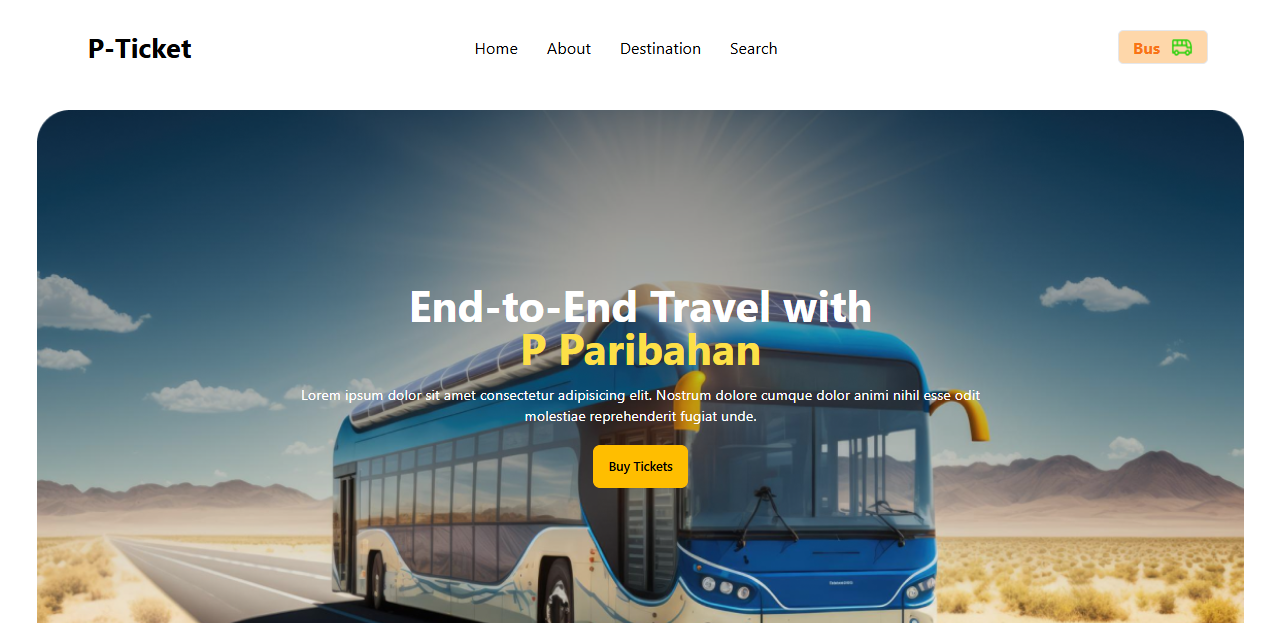 P-Ticket
Home
About
Destination
Search
Bus
End-to-End Travel with
P Paribahan
Lorem ipsum dolor sit amet consectetur adipisicing elit. Nostrum dolore cumque dolor animi nihil esse odit
molestiae reprehenderit fugiat unde.
Buy Tickets